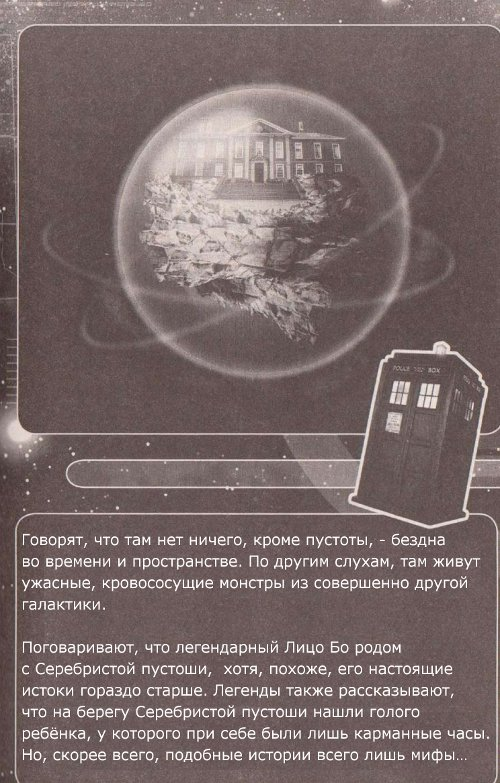 POLICE BOX
Говорят, что там нет ничего, кроме пустоты, - бездна
во времени и пространстве. По другим слухам, там живут
ужасные, кровососущие монстры из совершенно другой
галактики.
Поговаривают, что легендарный Лицо Бо родом
с Серебристой пустоши, хотя, похоже, его настоящие
истоки гораздо старше. Легенды также рассказывают,
что на берегу Серебристой пустоши нашли голого
ребёнка, у которого при себе были лишь карманные часы.
Но, скорее всего, подобные истории всего лишь мифы...